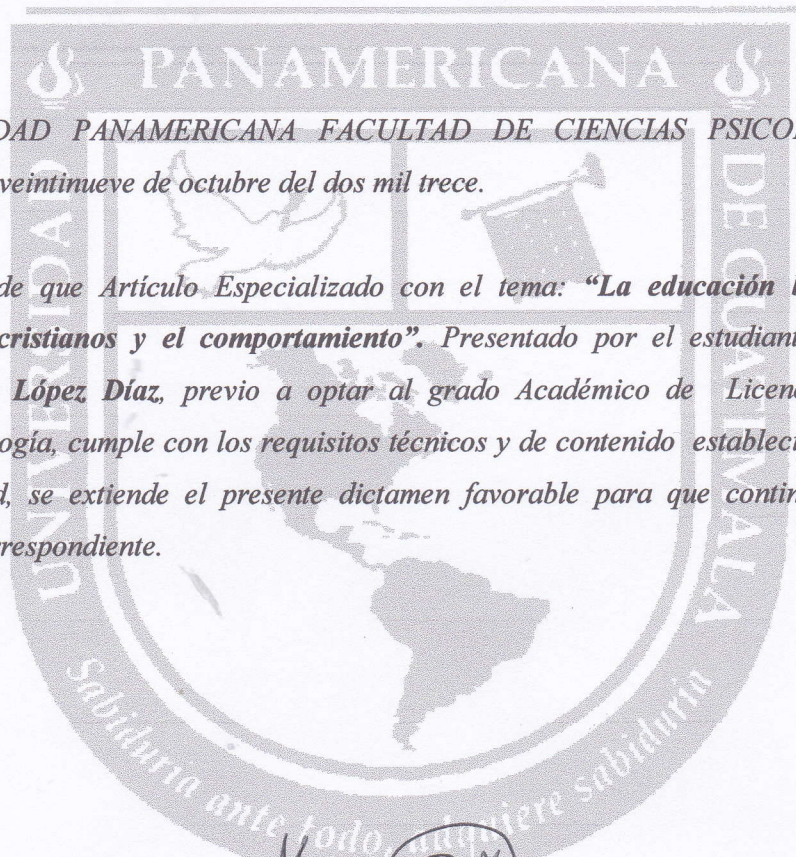 PANAMERICANA
DAD PANAMERICANA FACULTAD DE CIENCIAS PSICO
veintinueve de octubre del dos mil trece.
de que Artículo Especializado con el tema: “La educación
cristianos y el comportamiento”. Presentado por el estudiant
López Díaz, previo a optar al grado Académico de Licen
ogía, cumple con los requisitos técnicos y de contenido establec
d, se extiende el presente dictamen favorable para que contin
rrespondiente.
UNIVERSIDAD
DE GUATEMALA
Sabiduría ante todo, adquiere sabiduría